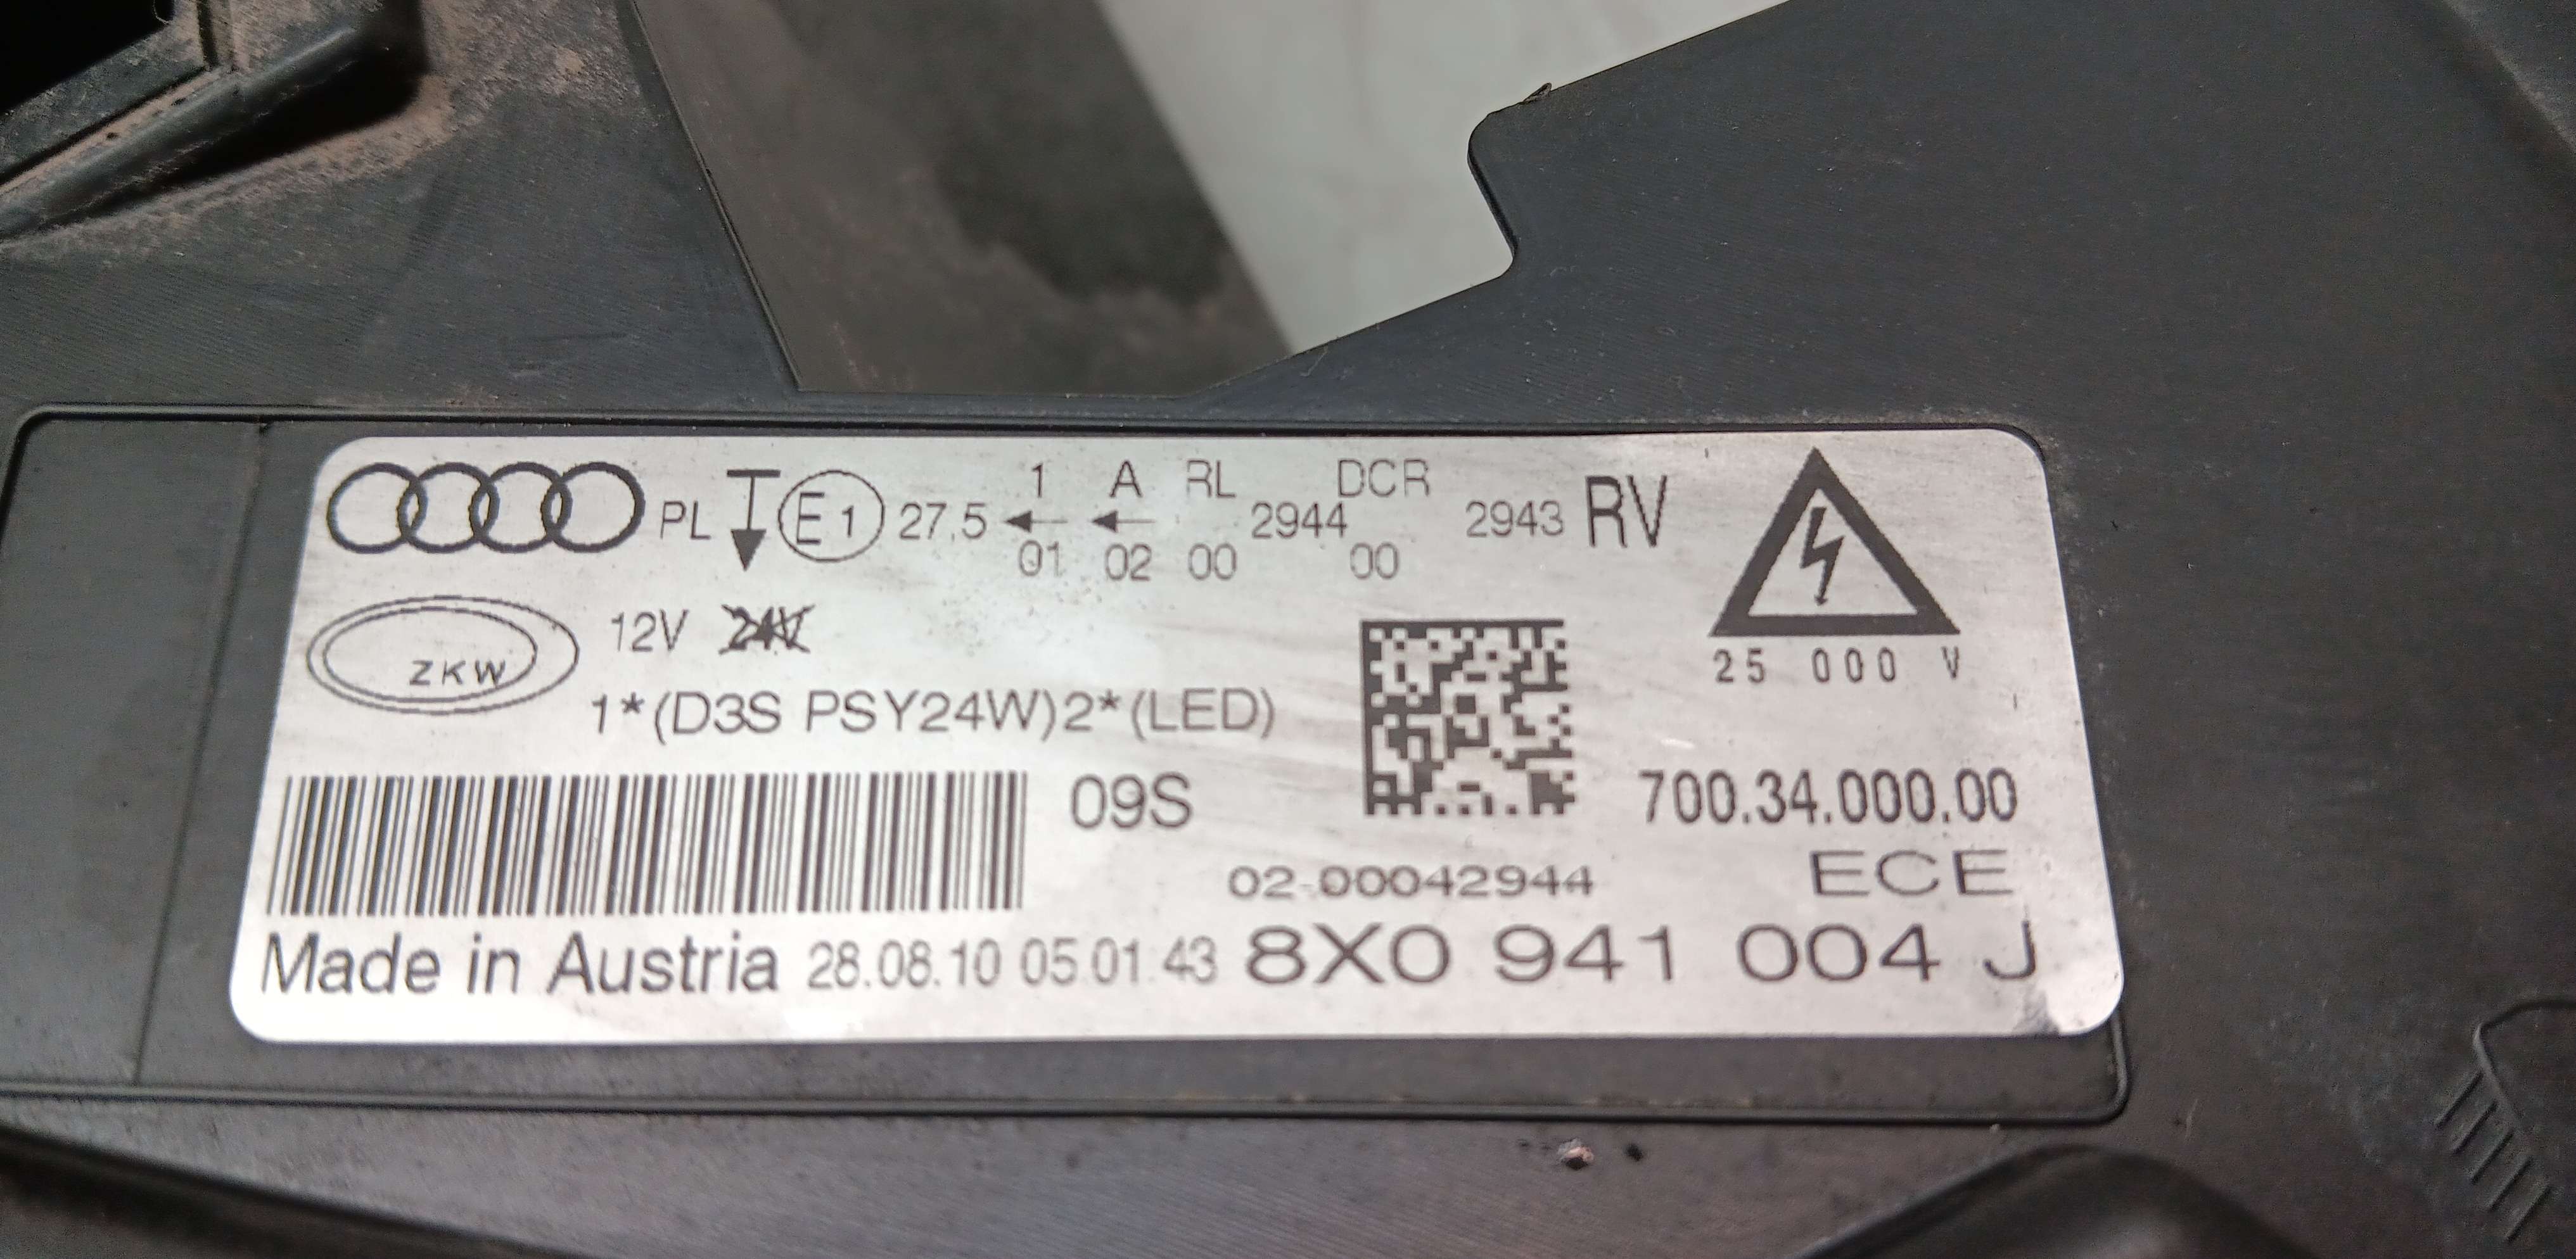 1 A RL DCR
PL E1 27,5 2944 2943 RV
01 02 00 00
ZKW 12V 24V
25 000 V
1*(D3S PSY24W)2*(LED)
09S 700.34.000.00
02-00042944 ECE
Made in Austria 28.08.10 05.01.43 8X0 941 004 J